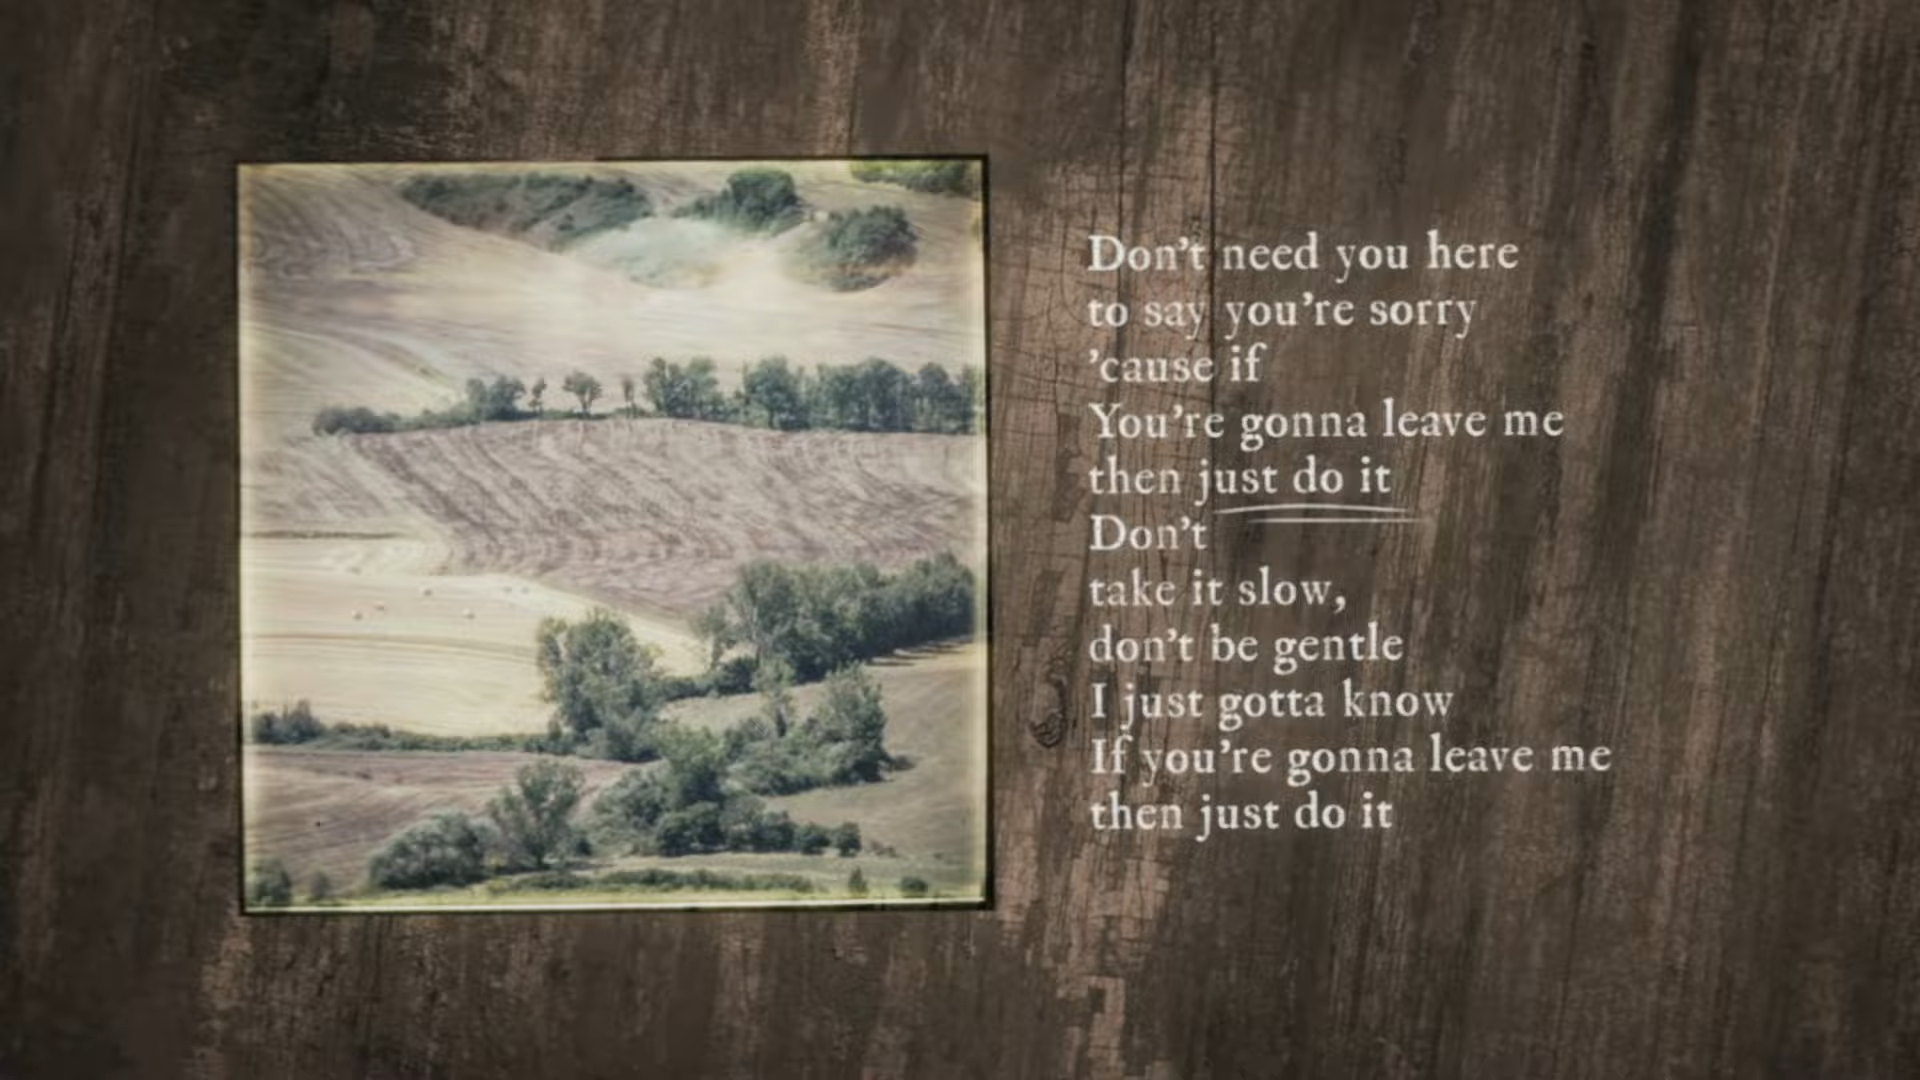 Don't need you here
to say you're sorry
'cause if
You're gonna leave me
then just do it
Don't
take it slow,
don't be gentle
I just gotta know
If you're gonna leave me
then just do it